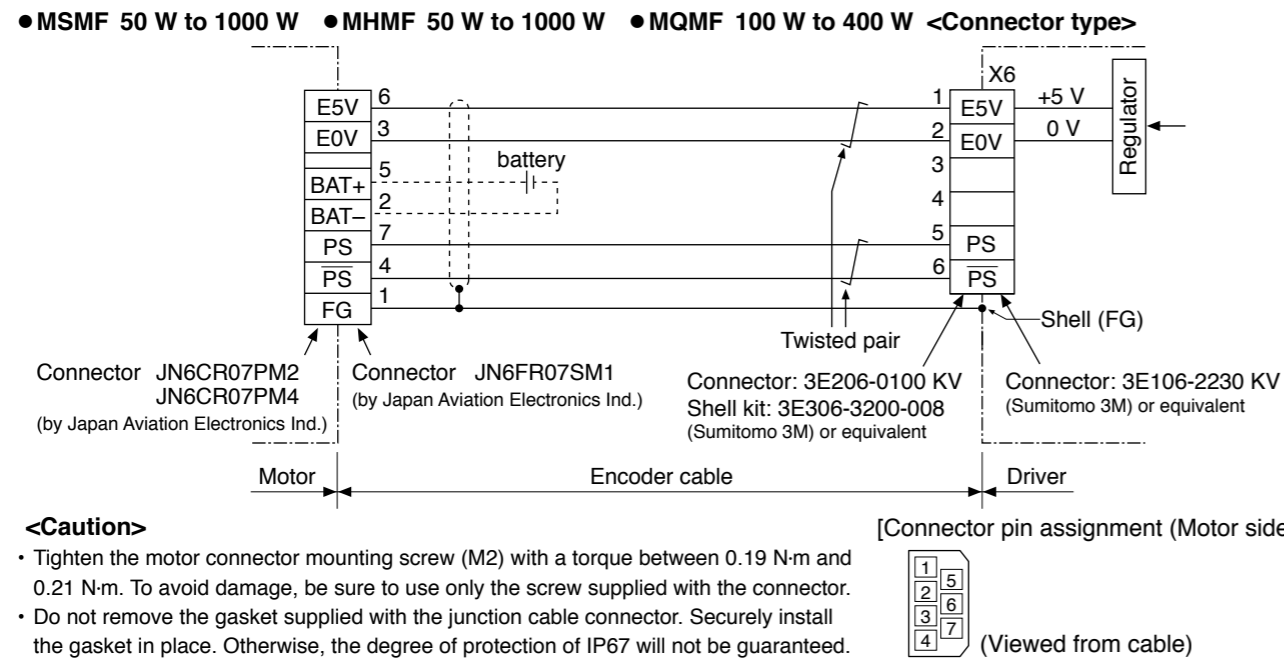 ●MSMF 50 W to 1000 W ●MHMF 50 W to 1000 W ●MQMF 100 W to 400 W <Connector type>
X6
E5V 6
1 E5V +5 V
E0V 3
2 E0V 0 V
Regulator
battery
BAT+ 5
3
BAT– 2
4
PS 7
5 PS
P̅S̅ 4
6 P̅S̅
FG 1
Shell (FG)
Twisted pair
Connector JN6CR07PM2
JN6CR07PM4
(by Japan Aviation Electronics Ind.)
Connector JN6FR07SM1
(by Japan Aviation Electronics Ind.)
Connector: 3E206-0100 KV
Shell kit: 3E306-3200-008
(Sumitomo 3M) or equivalent
Connector: 3E106-2230 KV
(Sumitomo 3M) or equivalent
Motor
Encoder cable
Driver
<Caution>
• Tighten the motor connector mounting screw (M2) with a torque between 0.19 N·m and
0.21 N·m. To avoid damage, be sure to use only the screw supplied with the connector.
• Do not remove the gasket supplied with the junction cable connector. Securely install
the gasket in place. Otherwise, the degree of protection of IP67 will not be guaranteed.
[Connector pin assignment (Motor side
1
5
2
6
3
7
4
(Viewed from cable)